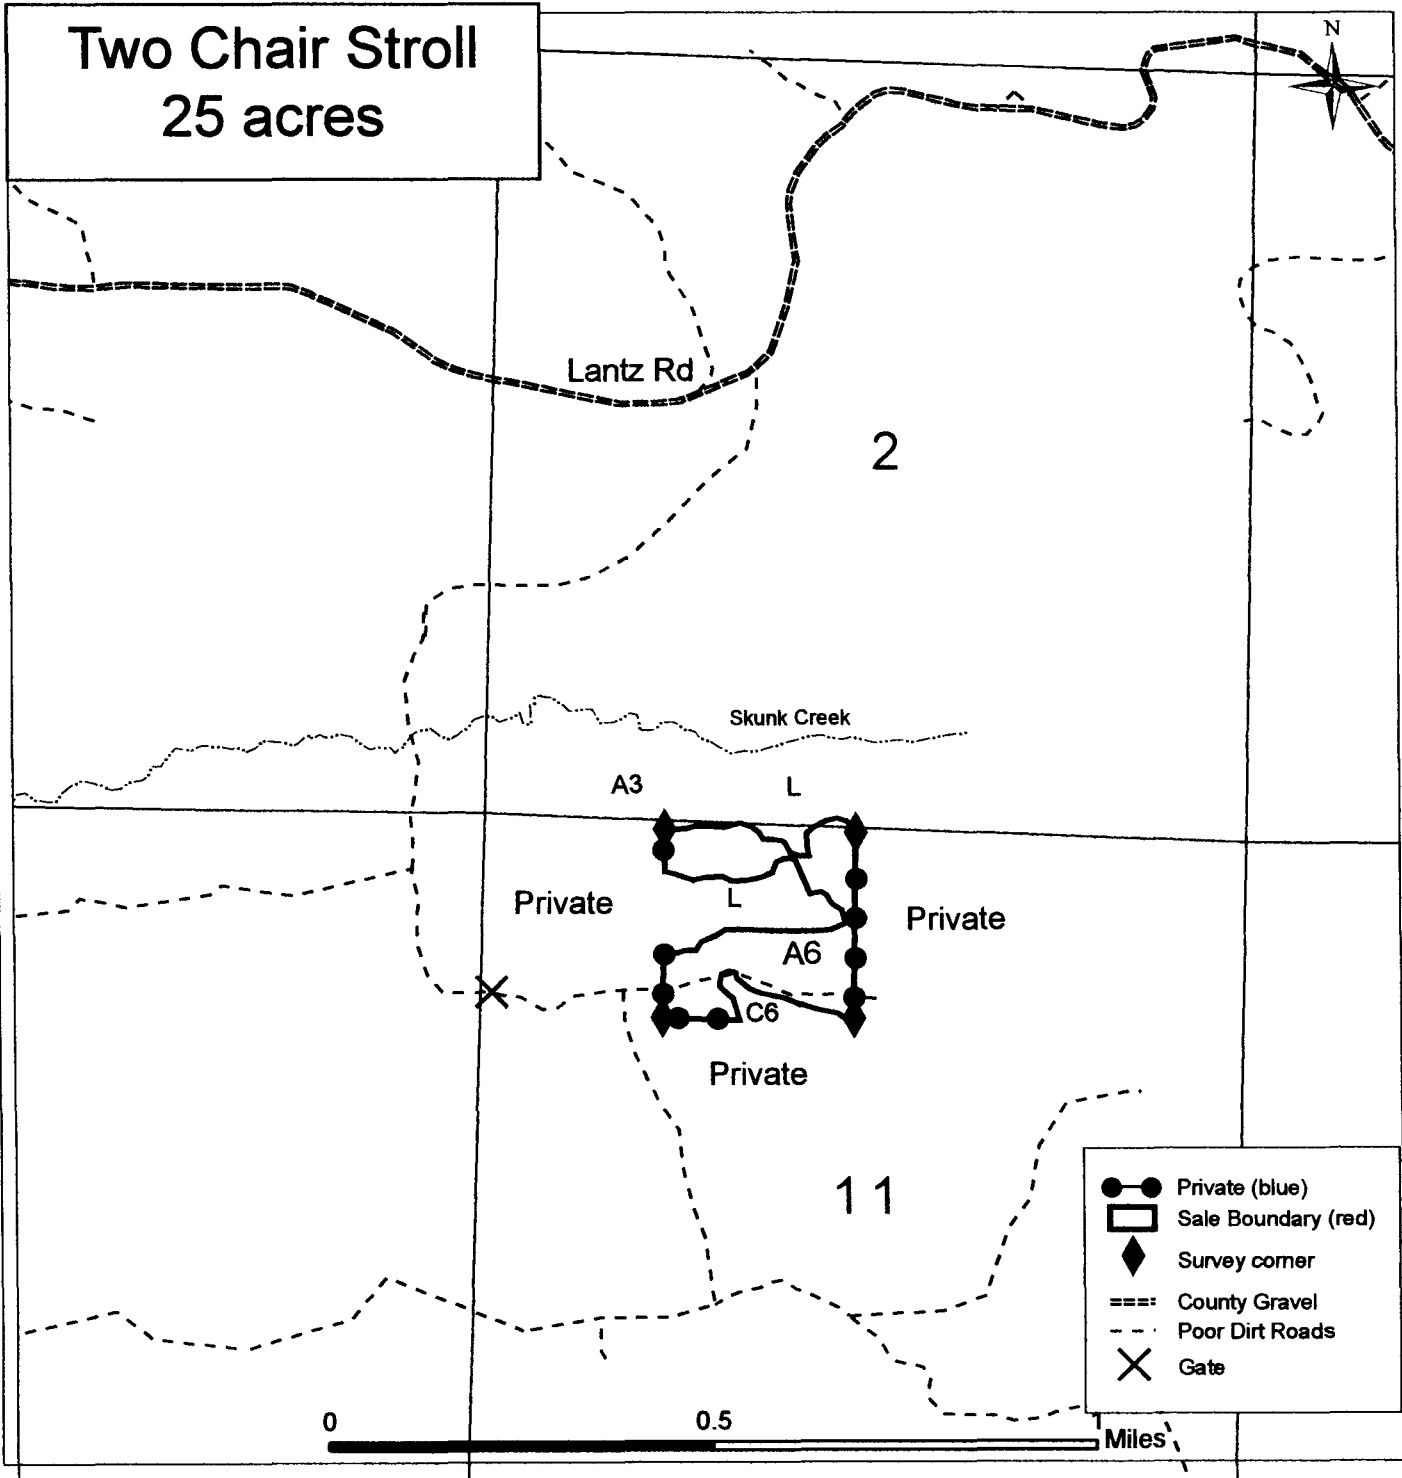 Two Chair Stroll
25 acres
N
Lantz Rd
2
Skunk Creek
A3
L
Private
L
Private
A6
C6
Private
11
Private (blue)
Sale Boundary (red)
Survey corner
County Gravel
Poor Dirt Roads
Gate
0
0.5
Miles